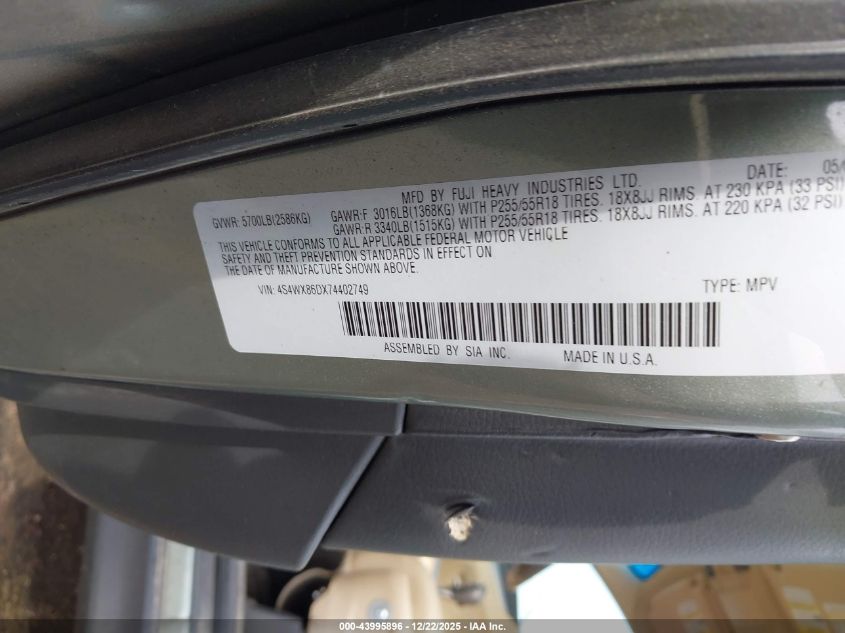 MFD BY FUJI HEAVY INDUSTRIES LTD. DATE: 05/
GVWR: 5700LB(2586KG) GAWR:F 3016LB(1368KG) WITH P255/55R18 TIRES. 18X8JJ RIMS. AT 230 KPA (33 PSI)
GAWR:R 3340LB(1515KG) WITH P255/55R18 TIRES. 18X8JJ RIMS. AT 220 KPA (32 PSI)
THIS VEHICLE CONFORMS TO ALL APPLICABLE FEDERAL MOTOR VEHICLE
SAFETY AND THEFT PREVENTION STANDARDS IN EFFECT ON
THE DATE OF MANUFACTURE SHOWN ABOVE.
VIN: 4S4WX86DX74402749 TYPE: MPV
ASSEMBLED BY SIA INC. MADE IN U.S.A.
000-43995896 • 12/22/2025 • IAA Inc.